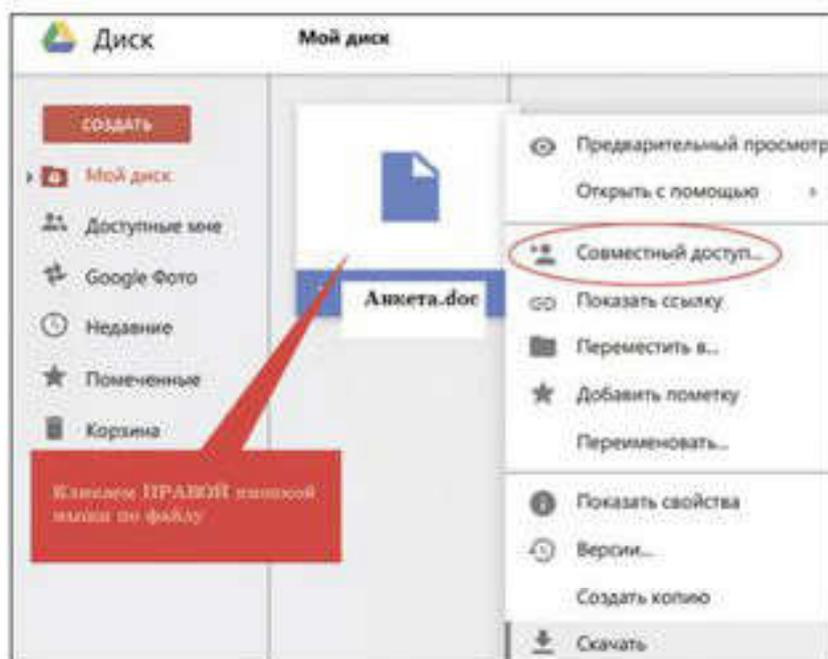 Диск
Мой диск
СОЗДАТЬ
Мой диск
Доступные мне
Google Фото
Недавние
Помеченные
Корзина
Кликаем ПРАВОЙ кнопкой
мыши по файлу
Анкета.doc
Предварительный просмотр
Открыть с помощью
Совместный доступ...
Показать ссылку
Переместить в...
Добавить пометку
Переименовать...
Показать свойства
Версии...
Создать копию
Скачать